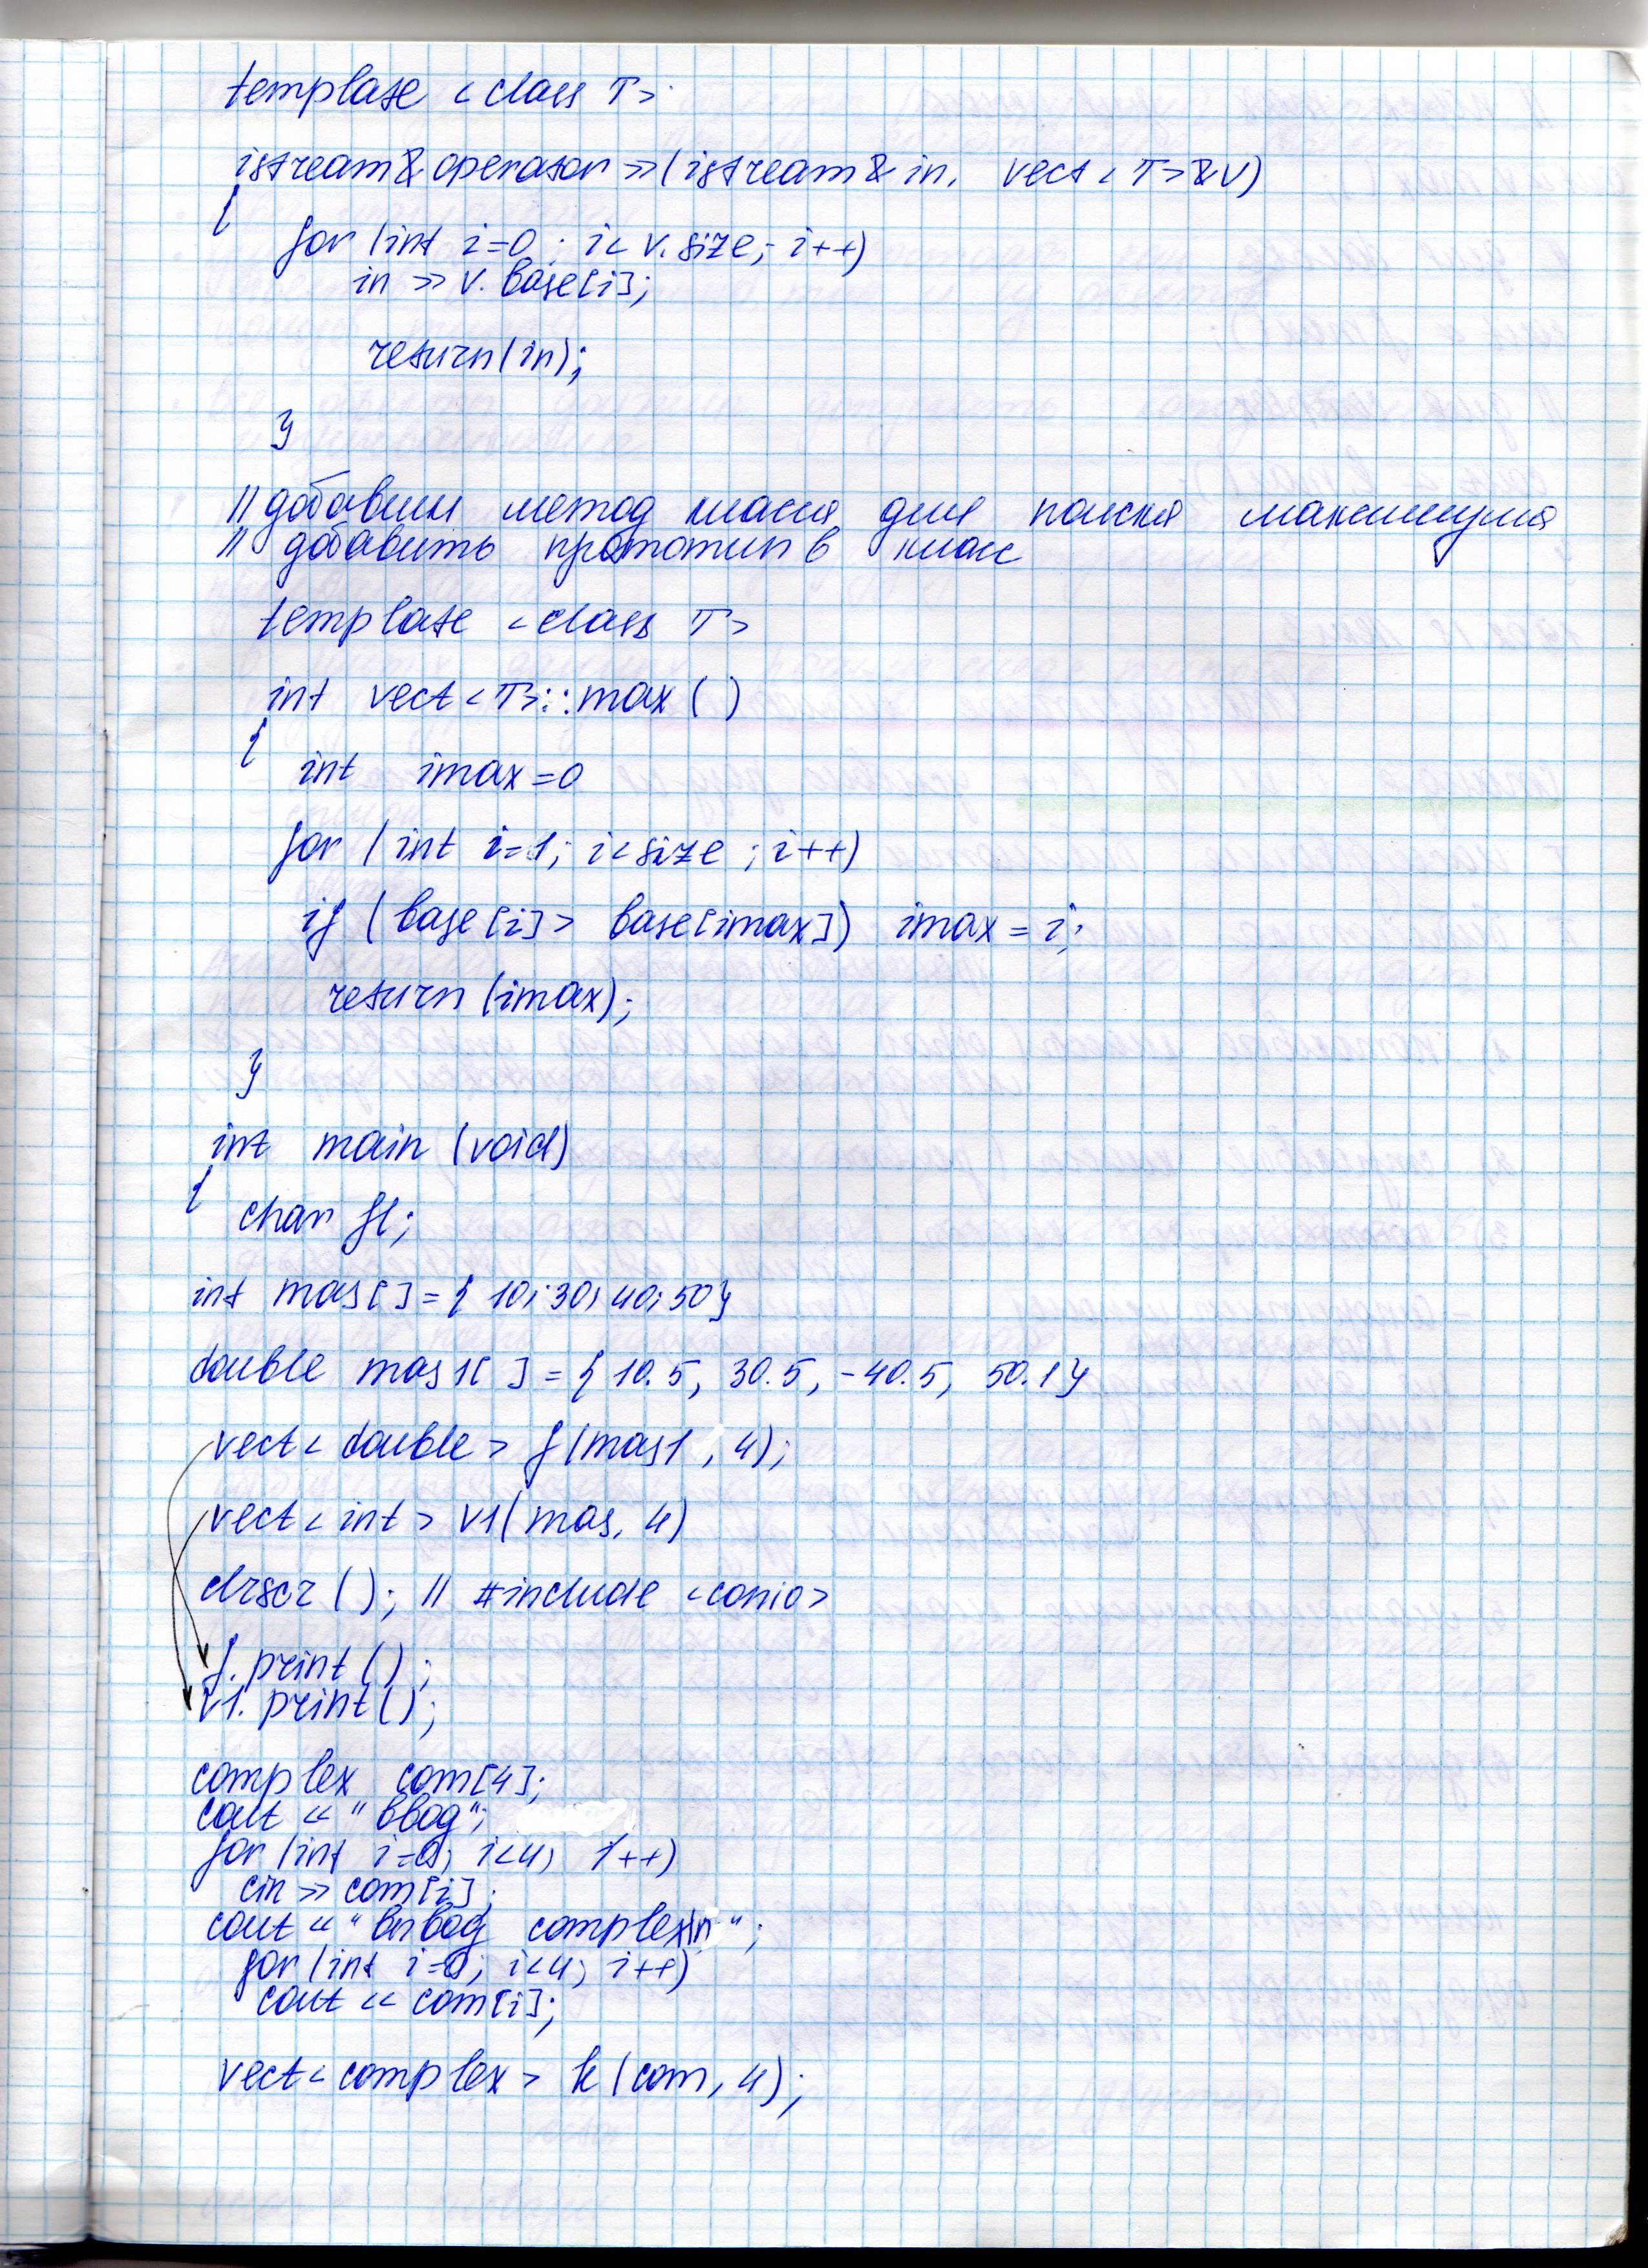 template <class T>
istream& operator >> (istream& in, vect <T>& v)
{
for (int i=0; i< v.size; i++)
in >> v.base[i];
return(in);
}
// добавим метод класса для поиска максимума
// добавить прототип в класс
template <class T>
int vect <T>::max ( )
{
int imax=0
for (int i=1; i<size ; i++)
if (base[i]> base[imax]) imax = i;
return (imax);
}
int main (void)
{
char fl;
int mas[ ]={ 10; 30; 40; 50}
double mas1[ ] = { 10.5, 30.5, -40.5, 50.1}
vect < double > f(mas1 , 4);
vect < int > v1( mas, 4)
clrscr ( ); // #include <conio>
f.print ( );
v1.print ( );
complex com[4];
cout << "ввод";
for (int i=0; i<4; i++)
cin >> com[i];
cout << "вывод complex\n";
for (int i=0; i<4; i++)
cout << com[i];
vect <complex> k (com, 4);